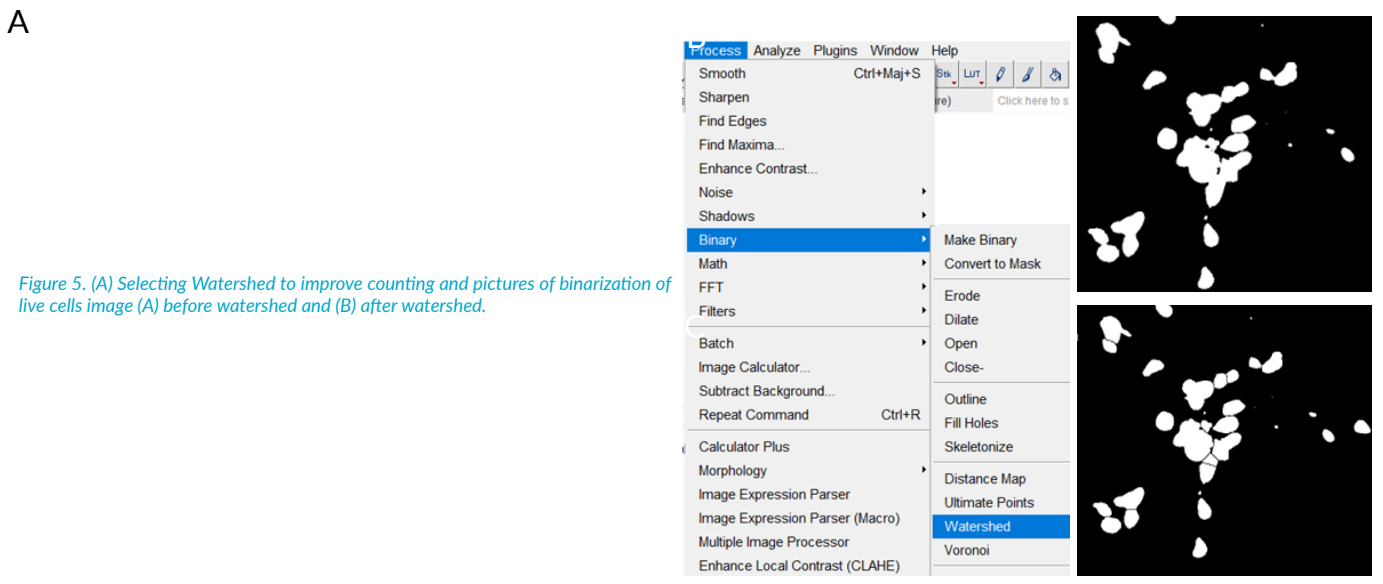 A
B
Process Analyze Plugins Window Help
Smooth Ctrl+Maj+S
Stk LUT
Sharpen
Click here to s
Find Edges
Find Maxima...
Enhance Contrast...
Noise
Shadows
Binary
Math
FFT
Filters
C
Batch
Image Calculator...
Subtract Background...
Repeat Command Ctrl+R
Calculator Plus
Morphology
Image Expression Parser
Image Expression Parser (Macro)
Multiple Image Processor
Enhance Local Contrast (CLAHE)
Make Binary
Convert to Mask
Erode
Dilate
Open
Close-
Outline
Fill Holes
Skeletonize
Distance Map
Ultimate Points
Watershed
Voronoi
Figure 5. (A) Selecting Watershed to improve counting and pictures of binarization of
live cells image (A) before watershed and (B) after watershed.